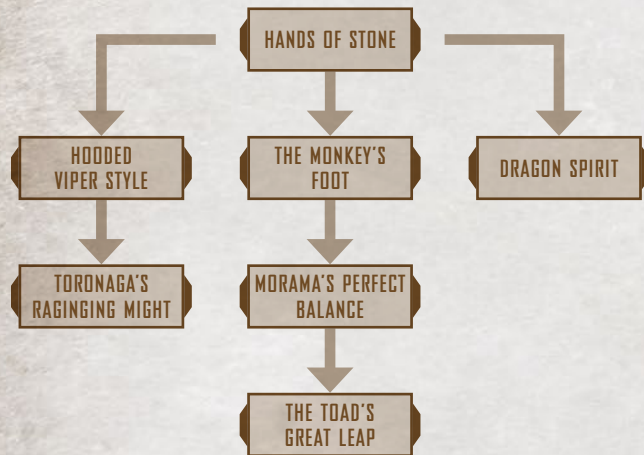 HANDS OF STONE
HOODED
VIPER STYLE
THE MONKEY'S
FOOT
DRAGON SPIRIT
TORONAGA'S
RAGINGING MIGHT
MORAMA'S PERFECT
BALANCE
THE TOAD'S
GREAT LEAP